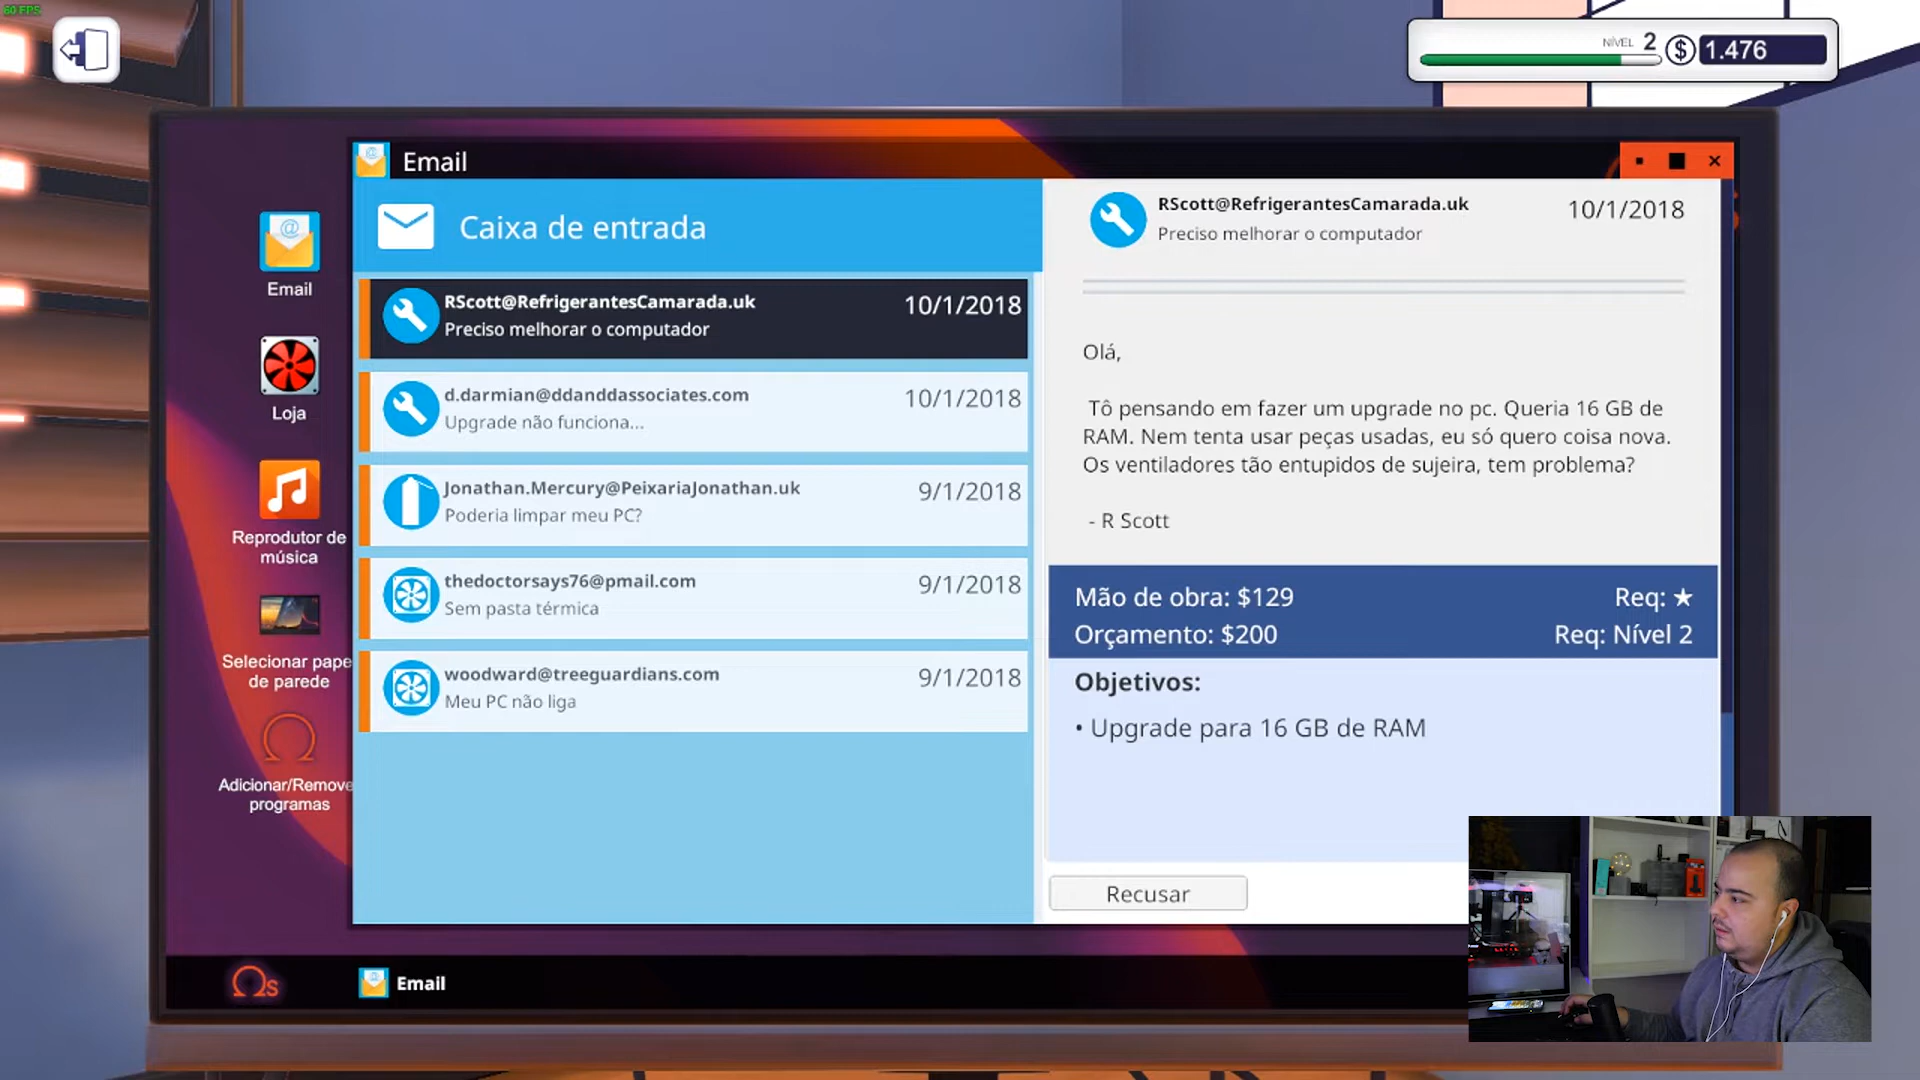 60 FPS
NÍVEL 2
$ 1.476
Email
Caixa de entrada
RScott@RefrigerantesCamarada.uk
10/1/2018
Preciso melhorar o computador
d.darmian@ddanddassociates.com
10/1/2018
Upgrade não funciona...
Jonathan.Mercury@PeixariaJonathan.uk
9/1/2018
Poderia limpar meu PC?
thedoctorsays76@pmail.com
9/1/2018
Sem pasta térmica
woodward@treeguardians.com
9/1/2018
Meu PC não liga
RScott@RefrigerantesCamarada.uk
10/1/2018
Preciso melhorar o computador
Olá,
Tô pensando em fazer um upgrade no pc. Queria 16 GB de
RAM. Nem tenta usar peças usadas, eu só quero coisa nova.
Os ventiladores tão entupidos de sujeira, tem problema?
- R Scott
Mão de obra: $129
Req: ★
Orçamento: $200
Req: Nível 2
Objetivos:
• Upgrade para 16 GB de RAM
Recusar
Email
Loja
Reprodutor de
música
Selecionar pape
de parede
Adicionar/Remove
programas
Ωs
Email